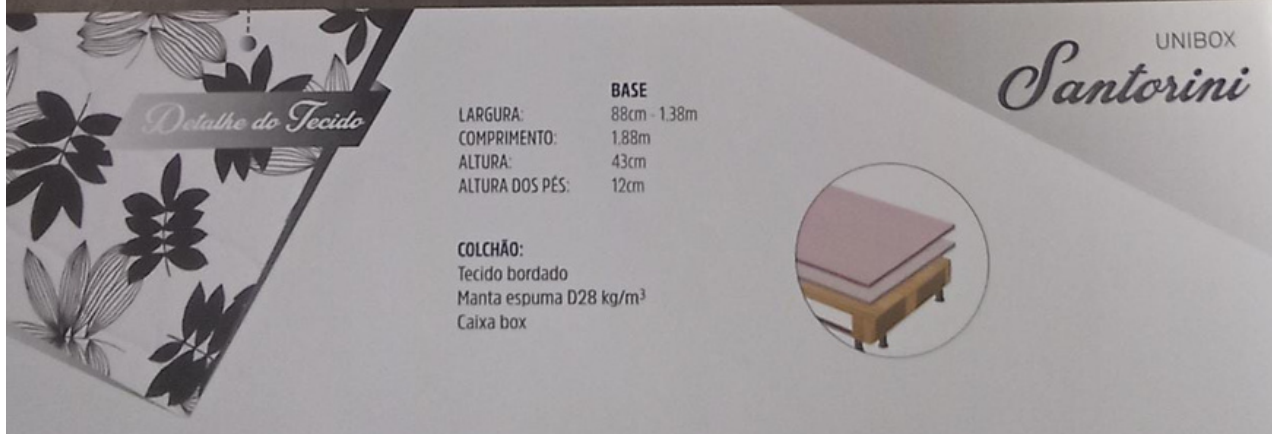 UNIBOX
Santorini
Detalhe do Tecido
BASE
LARGURA: 88cm - 1.38m
COMPRIMENTO: 1.88m
ALTURA: 43cm
ALTURA DOS PÉS: 12cm
COLCHÃO:
Tecido bordado
Manta espuma D28 kg/m³
Caixa box